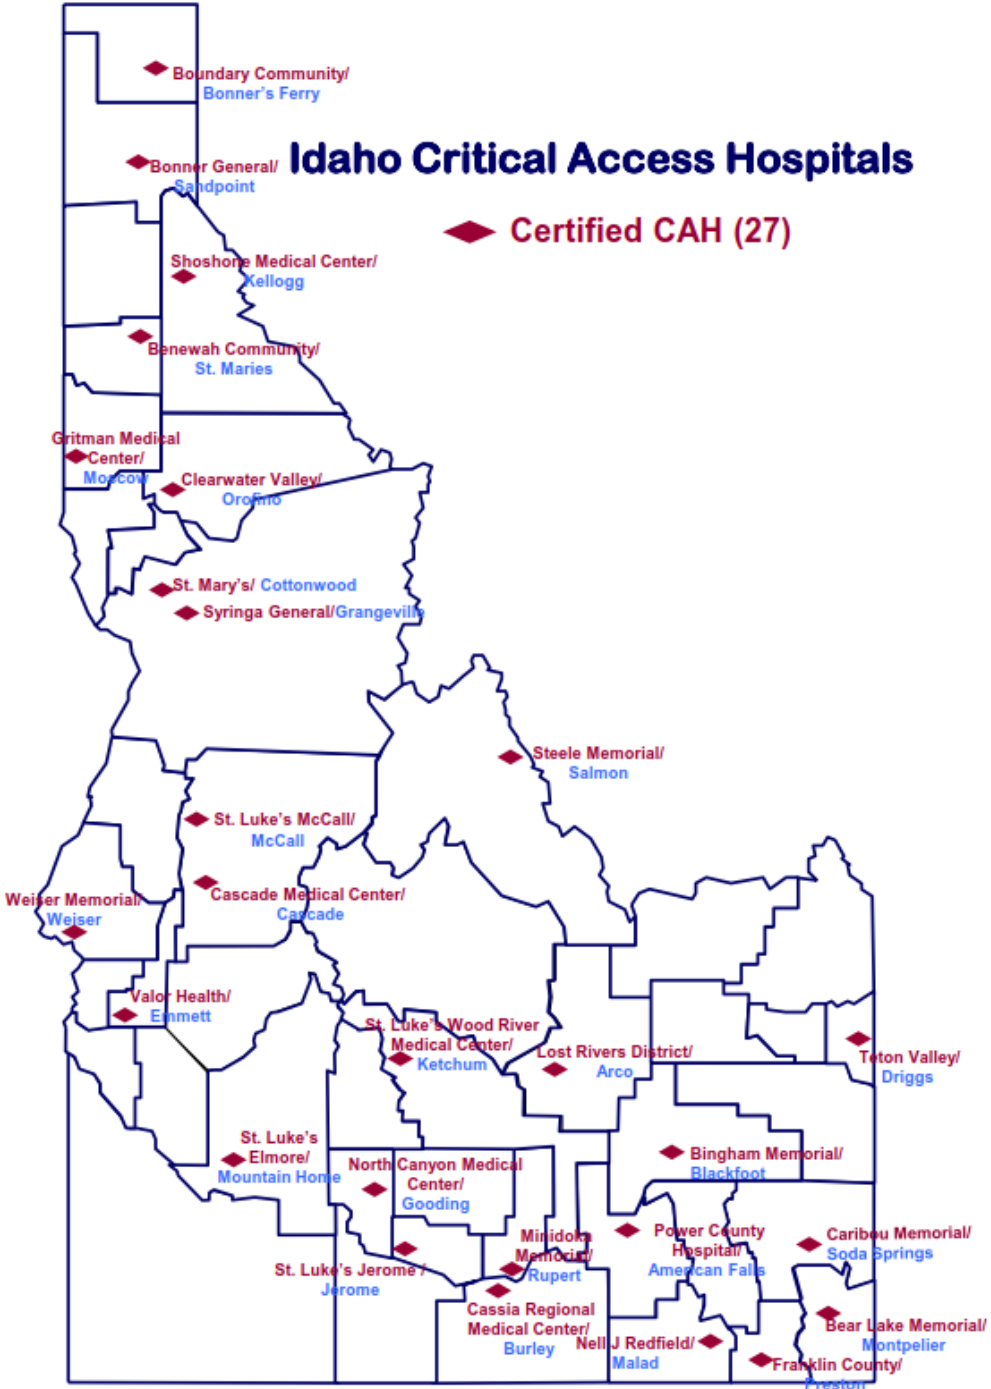 Boundary Community/
Bonner's Ferry
Idaho Critical Access Hospitals
Bonner General/
Sandpoint
Certified CAH (27)
Shoshone Medical Center/
Kellogg
Benewah Community/
St. Maries
Gritman Medical
Center/
Moscow
Clearwater Valley/
Orofino
St. Mary's/ Cottonwood
Syringa General/Grangeville
Steele Memorial/
Salmon
St. Luke's McCall/
McCall
Cascade Medical Center/
Cascade
Weiser Memorial/
Weiser
Valor Health/
Emmett
St. Luke's Wood River
Medical Center/
Ketchum
Lost Rivers District/
Arco
Teton Valley/
Driggs
St. Luke's
Elmore/
Mountain Home
North Canyon Medical
Center/
Gooding
Bingham Memorial/
Blackfoot
St. Luke's Jerome /
Jerome
Minidoka
Memorial/
Rupert
Power County
Hospital/
American Falls
Caribou Memorial/
Soda Springs
Cassia Regional
Medical Center/
Burley
Nell J Redfield/
Malad
Bear Lake Memorial/
Montpelier
Franklin County/
Preston